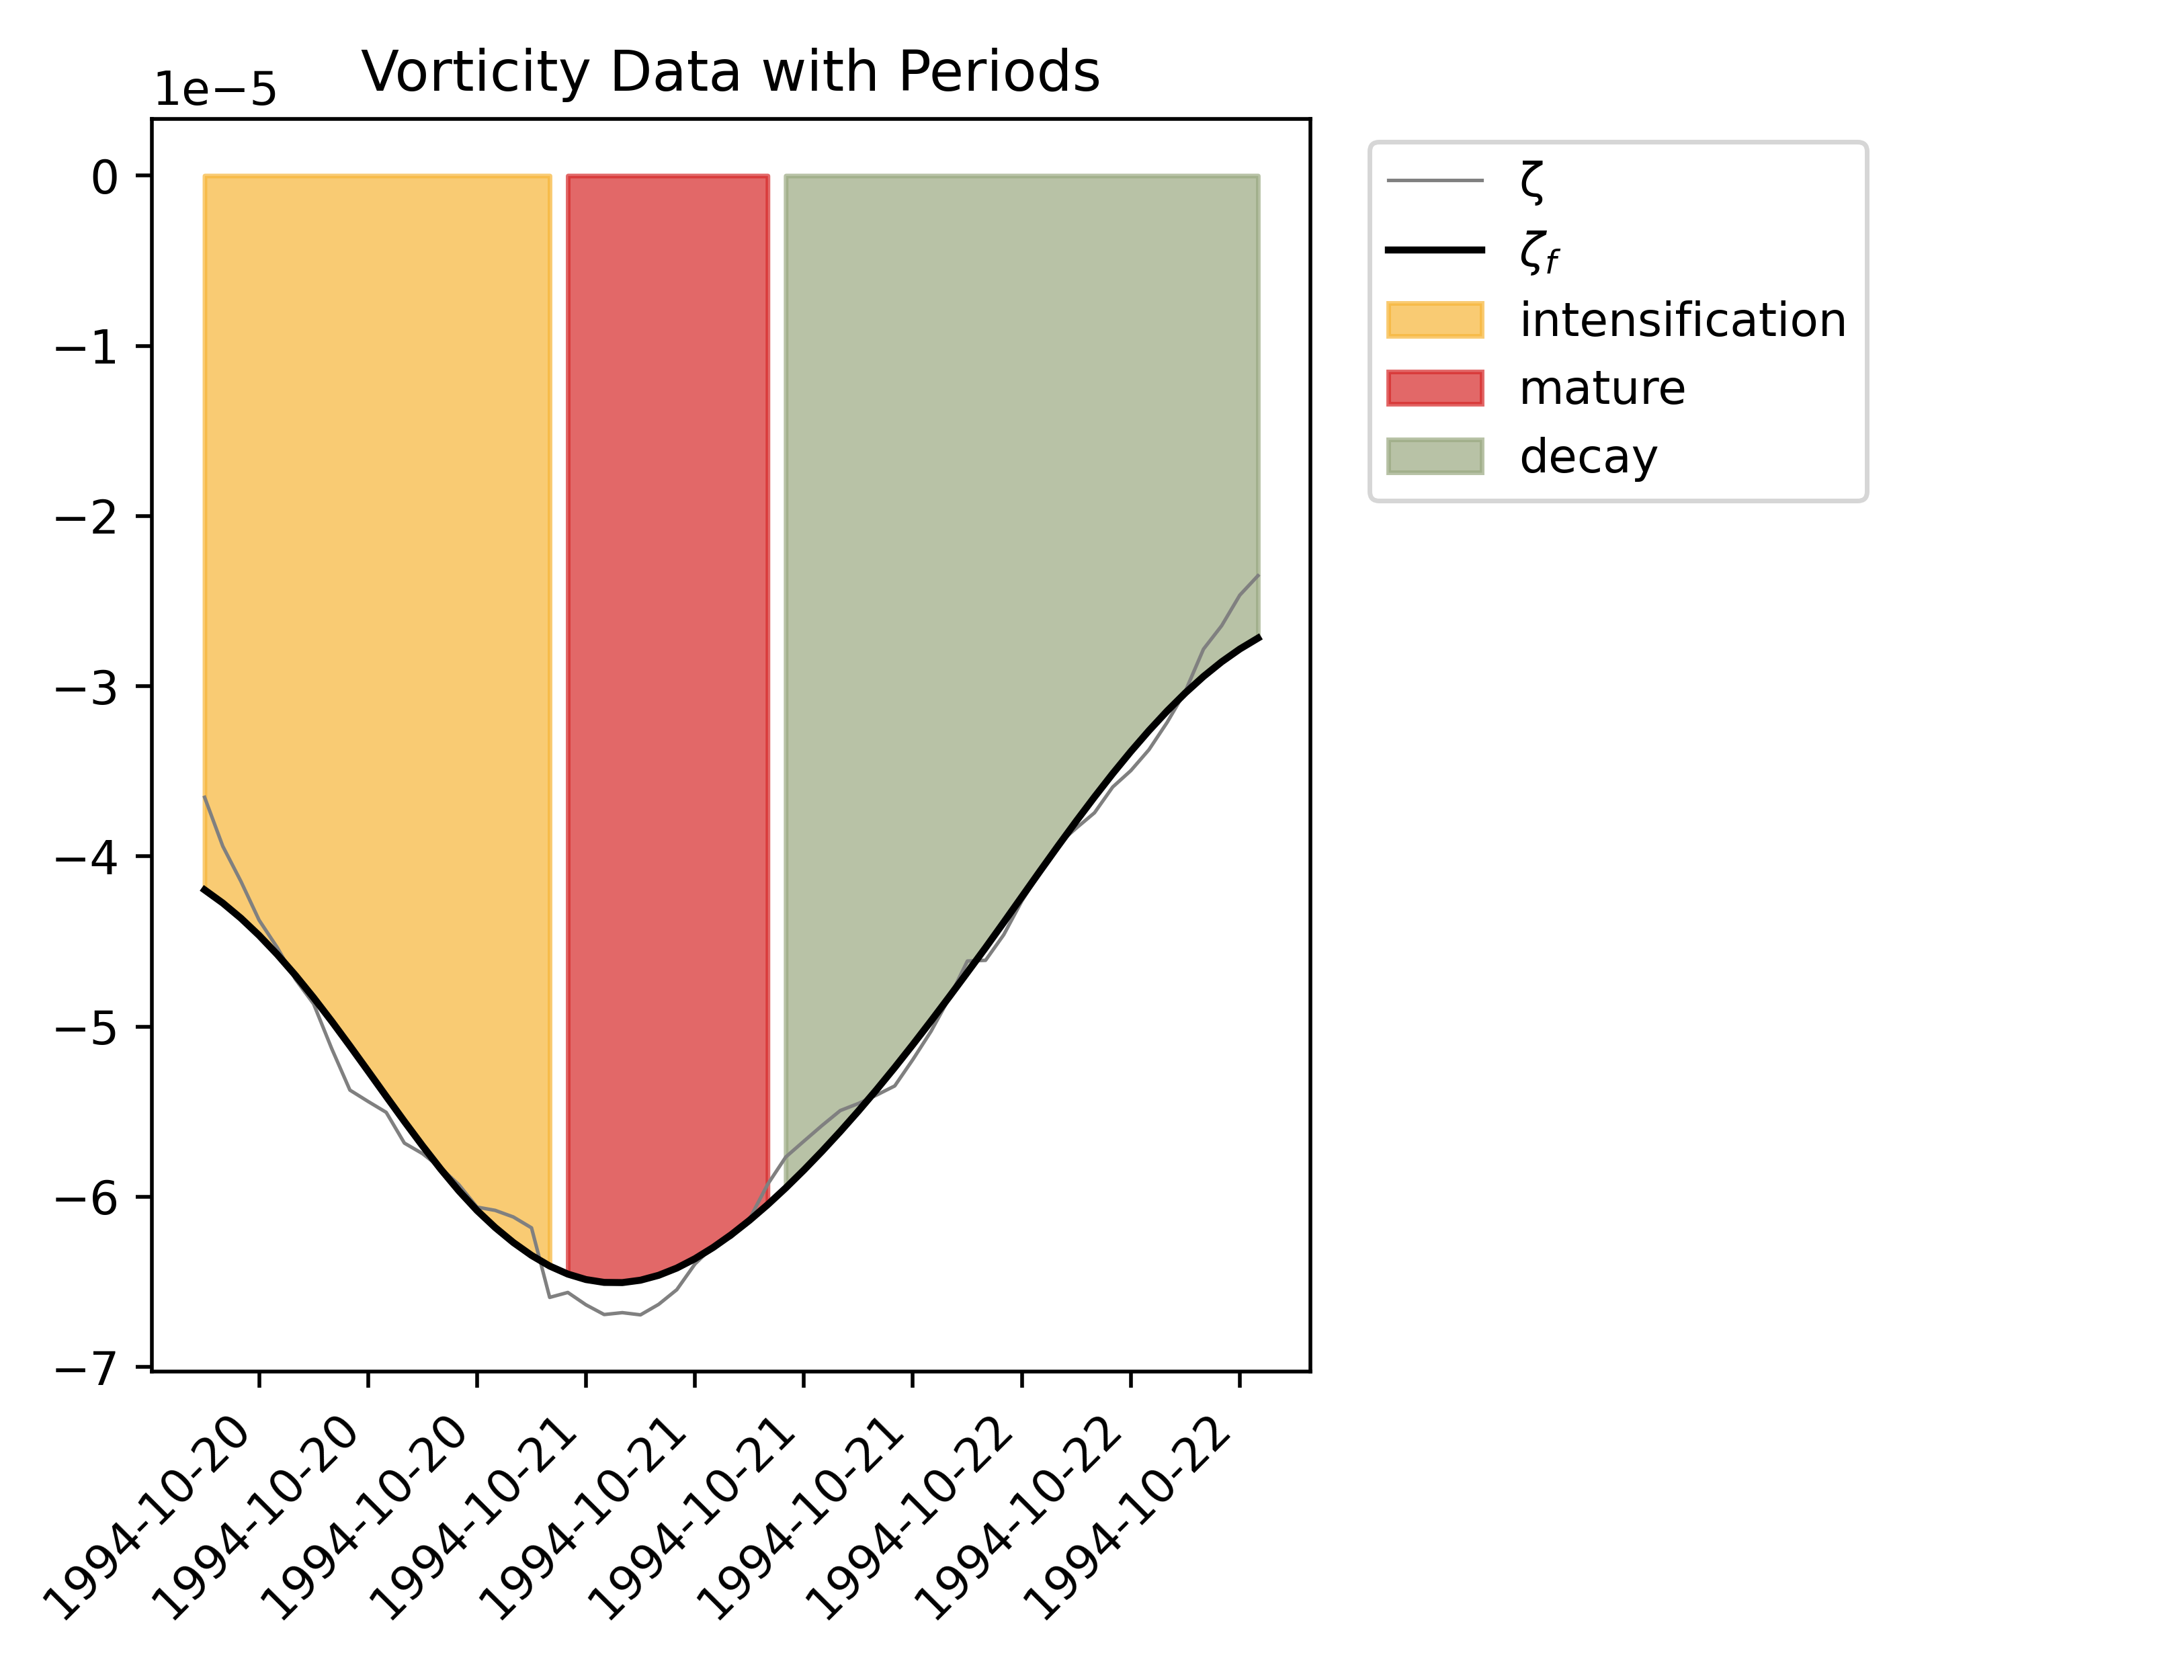 Vorticity Data with Periods
1e−5
0
−1
−2
−3
−4
−5
−6
−7
1994-10-20
1994-10-20
1994-10-20
1994-10-21
1994-10-21
1994-10-21
1994-10-21
1994-10-22
1994-10-22
1994-10-22
ζ
ζf
intensification
mature
decay